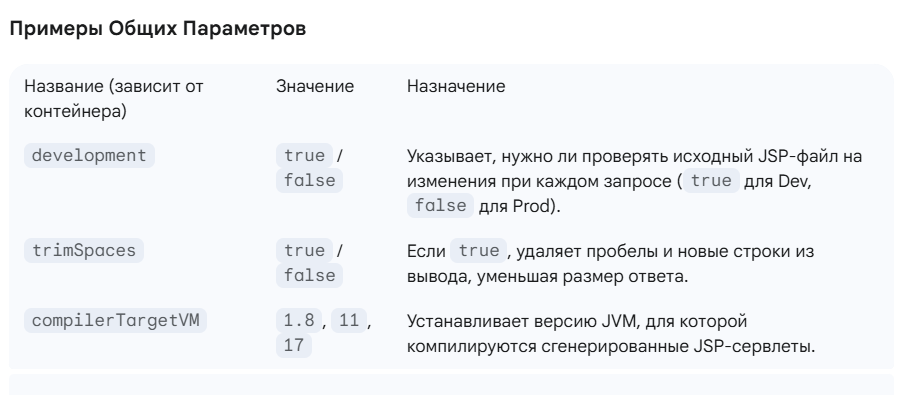 Примеры Общих Параметров
Название (зависит от контейнера) Значение Назначение
development true / false Указывает, нужно ли проверять исходный JSP-файл на изменения при каждом запросе ( true для Dev, false для Prod).
trimSpaces true / false Если true , удаляет пробелы и новые строки из вывода, уменьшая размер ответа.
compilerTargetVM 1.8 , 11 , 17 Устанавливает версию JVM, для которой компилируются сгенерированные JSP-сервлеты.